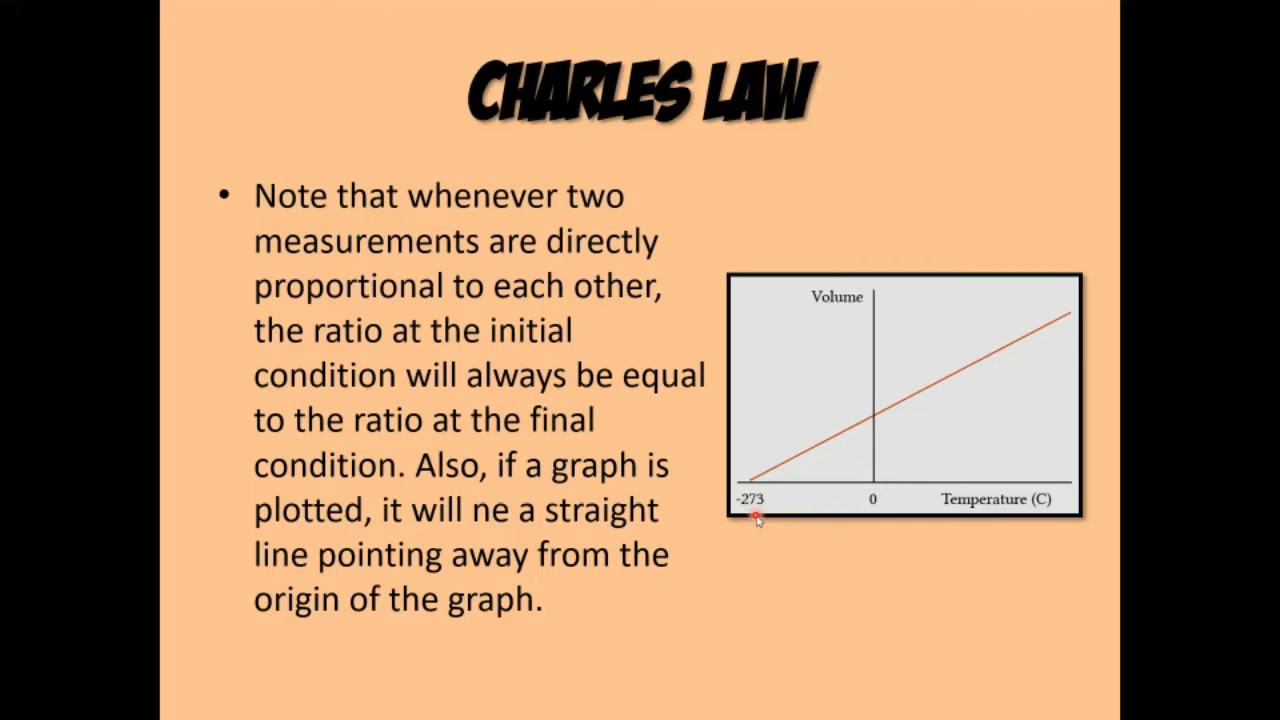 CHARLES LAW
• Note that whenever two
measurements are directly
proportional to each other,
the ratio at the initial
condition will always be equal
to the ratio at the final
condition. Also, if a graph is
plotted, it will ne a straight
line pointing away from the
origin of the graph.
Volume
-273
0
Temperature (C)